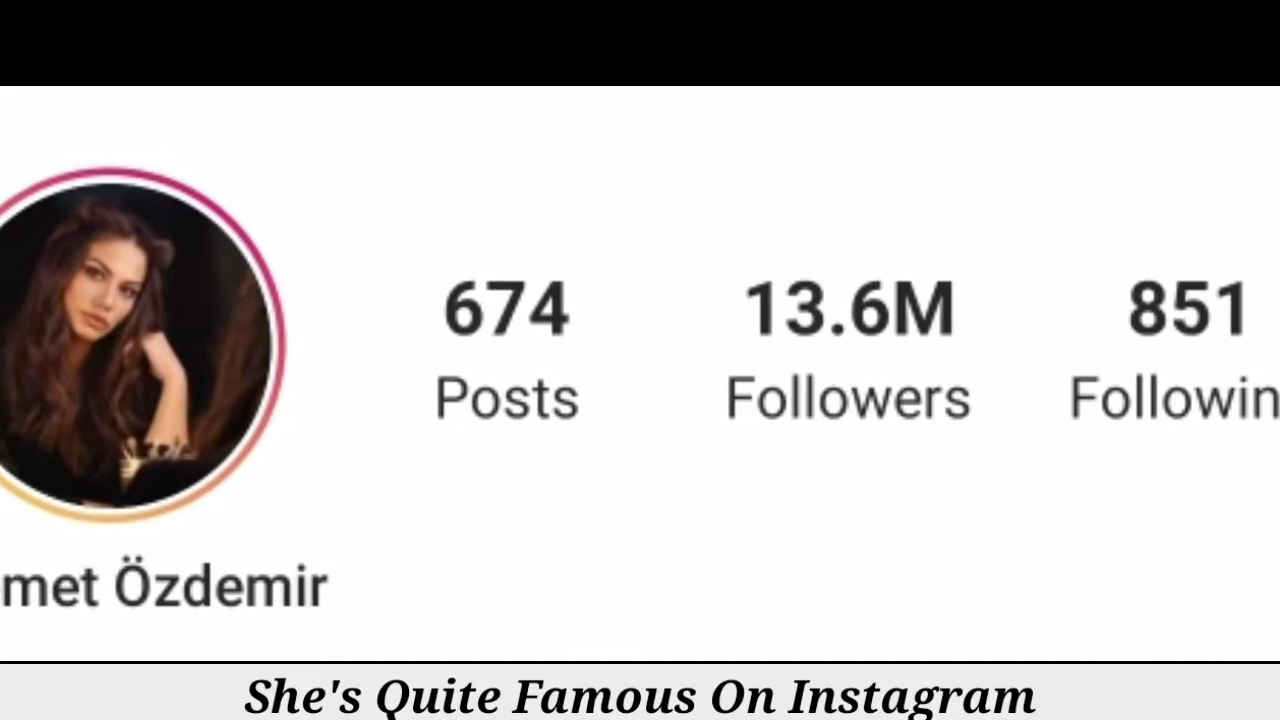 674 13.6M 851
Posts Followers Followin
met Özdemir
She's Quite Famous On Instagram